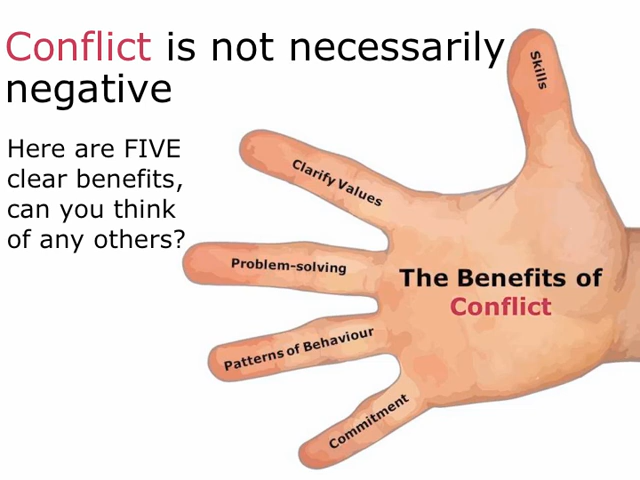 Conflict is not necessarily
negative
Here are FIVE
clear benefits,
can you think
of any others?
Skills
Clarify Values
Problem-solving
Patterns of Behaviour
Commitment
The Benefits of
Conflict